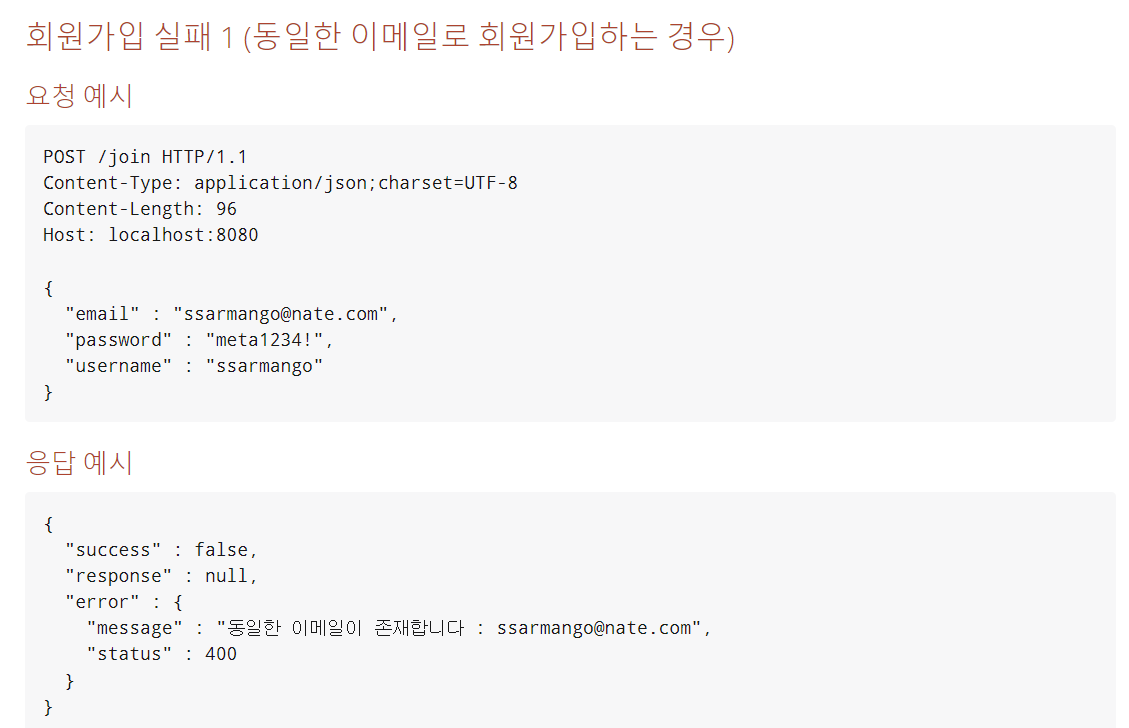 회원가입 실패 1 (동일한 이메일로 회원가입하는 경우)
요청 예시
POST /join HTTP/1.1
Content-Type: application/json;charset=UTF-8
Content-Length: 96
Host: localhost:8080
{
"email" : "ssarmango@nate.com",
"password" : "meta1234!",
"username" : "ssarmango"
}
응답 예시
{
"success" : false,
"response" : null,
"error" : {
"message" : "동일한 이메일이 존재합니다 : ssarmango@nate.com",
"status" : 400
}
}